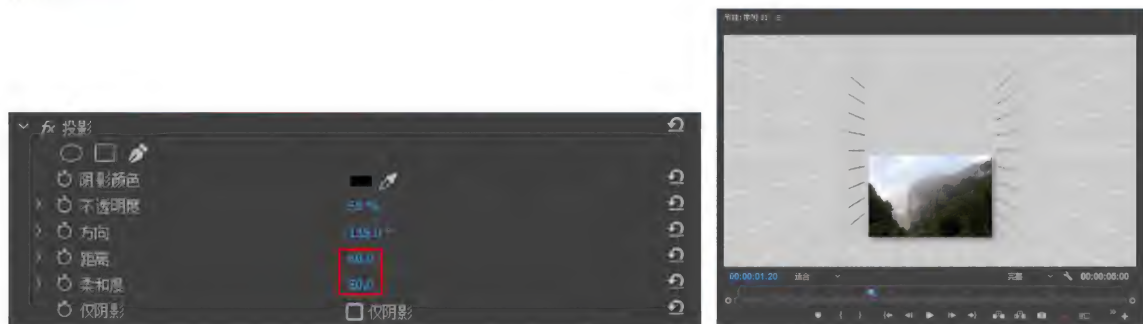 fx 投影
阴影颜色
不透明度
方向
距离
柔和度
仅阴影
仅阴影
00:00:01:20
适合
完整
00:00:08:00